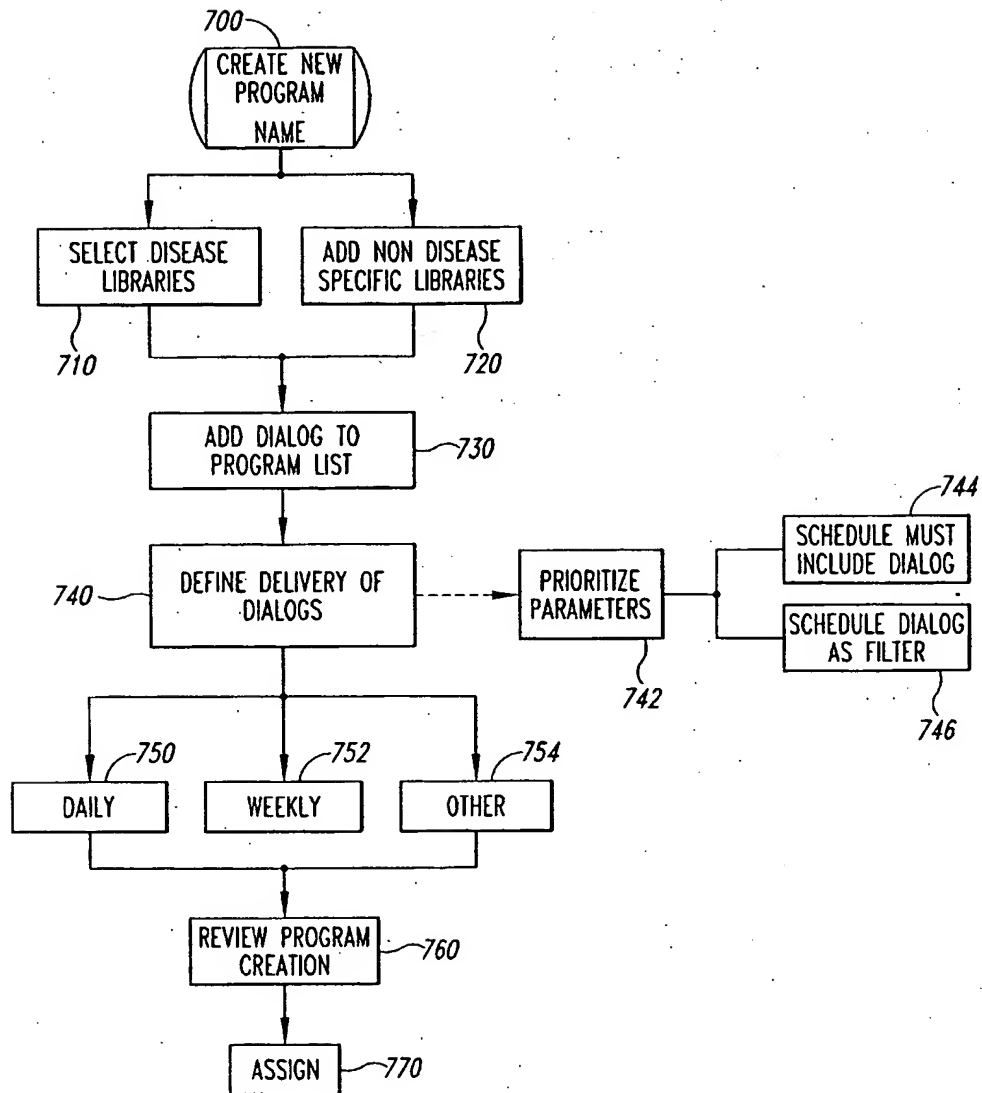 700
CREATE NEW
PROGRAM
NAME
SELECT DISEASE
LIBRARIES
ADD NON DISEASE
SPECIFIC LIBRARIES
710
720
ADD DIALOG TO
PROGRAM LIST
730
740
DEFINE DELIVERY OF
DIALOGS
PRIORITIZE
PARAMETERS
742
744
SCHEDULE MUST
INCLUDE DIALOG
SCHEDULE DIALOG
AS FILTER
746
750
DAILY
752
WEEKLY
754
OTHER
REVIEW PROGRAM
CREATION
760
ASSIGN
770